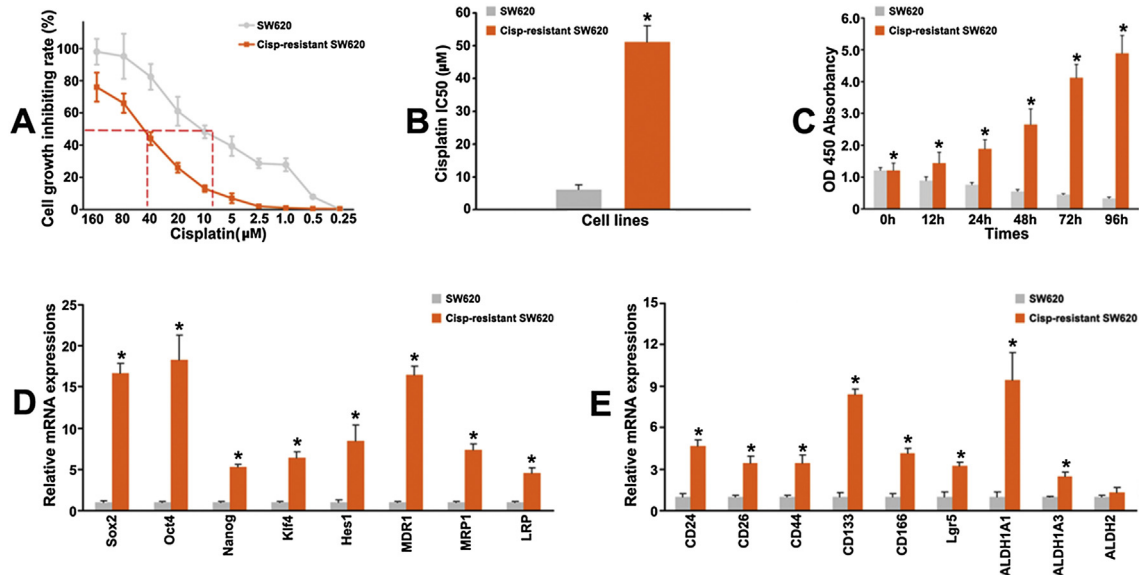 A
Cell growth inhibiting rate (%)
100
80
60
40
20
0
160 80 40 20 10 5 2.5 1.0 0.5 0.25
Cisplatin(µM)
SW620
Cisp-resistant SW620
B
Cisplatin IC50 (µM)
60
50
40
30
20
10
0
Cell lines
SW620
Cisp-resistant SW620
*
C
OD 450 Absorbancy
5.0
4.0
3.0
2.0
1.0
0
0h 12h 24h 48h 72h 96h
Times
SW620
Cisp-resistant SW620
* * * * * *
D
Relative mRNA expressions
25
20
15
10
5
0
Sox2 Oct4 Nanog Klf4 Hes1 MDR1 MRP1 LRP
SW620
Cisp-resistant SW620
* * * * * * * *
E
Relative mRNA expressions
15
12
9
6
3
0
CD24 CD26 CD44 CD133 CD166 Lgr5 ALDH1A1 ALDH1A3 ALDH2
SW620
Cisp-resistant SW620
* * * * * * * *